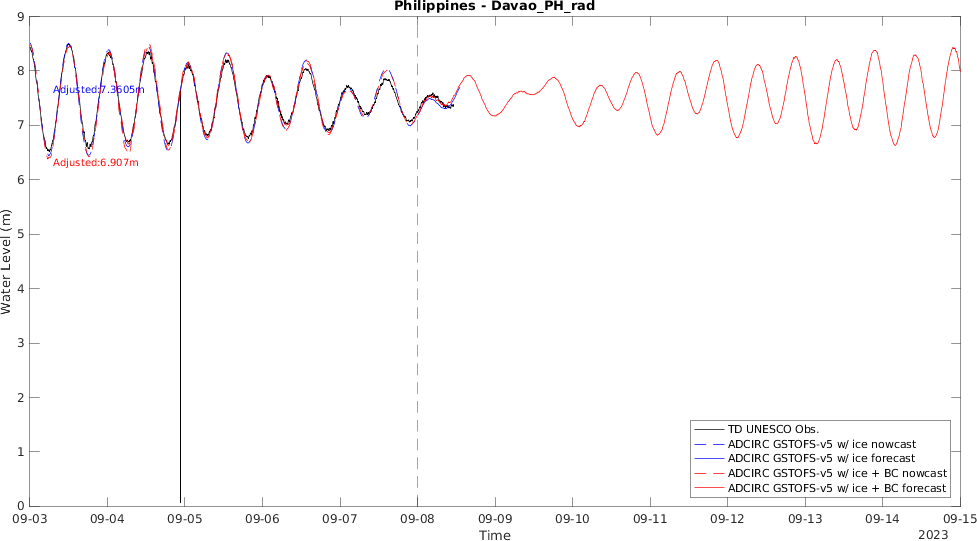 Philippines - Davao_PH_rad
9
8
7
6
5
4
3
2
1
0
Water Level (m)
Adjusted:7.3605m
Adjusted:6.907m
TD UNESCO Obs.
ADCIRC GSTOFS-v5 w/ ice nowcast
ADCIRC GSTOFS-v5 w/ ice forecast
ADCIRC GSTOFS-v5 w/ ice + BC nowcast
ADCIRC GSTOFS-v5 w/ ice + BC forecast
09-03 09-04 09-05 09-06 09-07 09-08 09-09 09-10 09-11 09-12 09-13 09-14 09-15
Time
2023